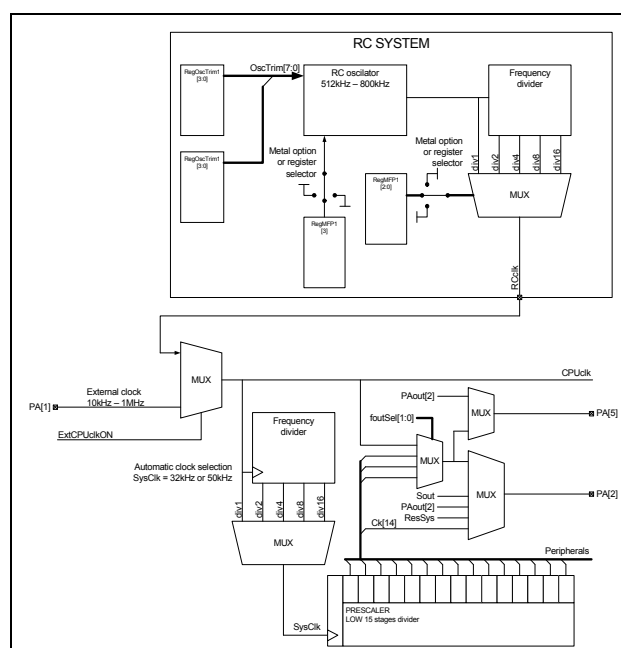 RC SYSTEM
RegOscTrim1
[3:0]
OscTrim[7:0]
RC oscilator
512kHz – 800kHz
Frequency
divider
RegOscTrim1
[3:0]
Metal option
or register
selector
RegMFP1
[3]
RegMFP1
[2:0]
Metal option
or register
selector
div1
div2
div4
div8
div16
MUX
RCclk
MUX
CPUclk
PA[1]
External clock
10kHz – 1MHz
ExtCPUclkON
Frequency
divider
Automatic clock selection
SysClk = 32kHz or 50kHz
div1
div2
div4
div8
div16
MUX
SysClk
PAout[2]
foutSel[1:0]
MUX
PA[5]
MUX
Sout
PAout[2]
ResSys
Ck[14]
MUX
PA[2]
Peripherals
PRESCALER
LOW 15 stages divider